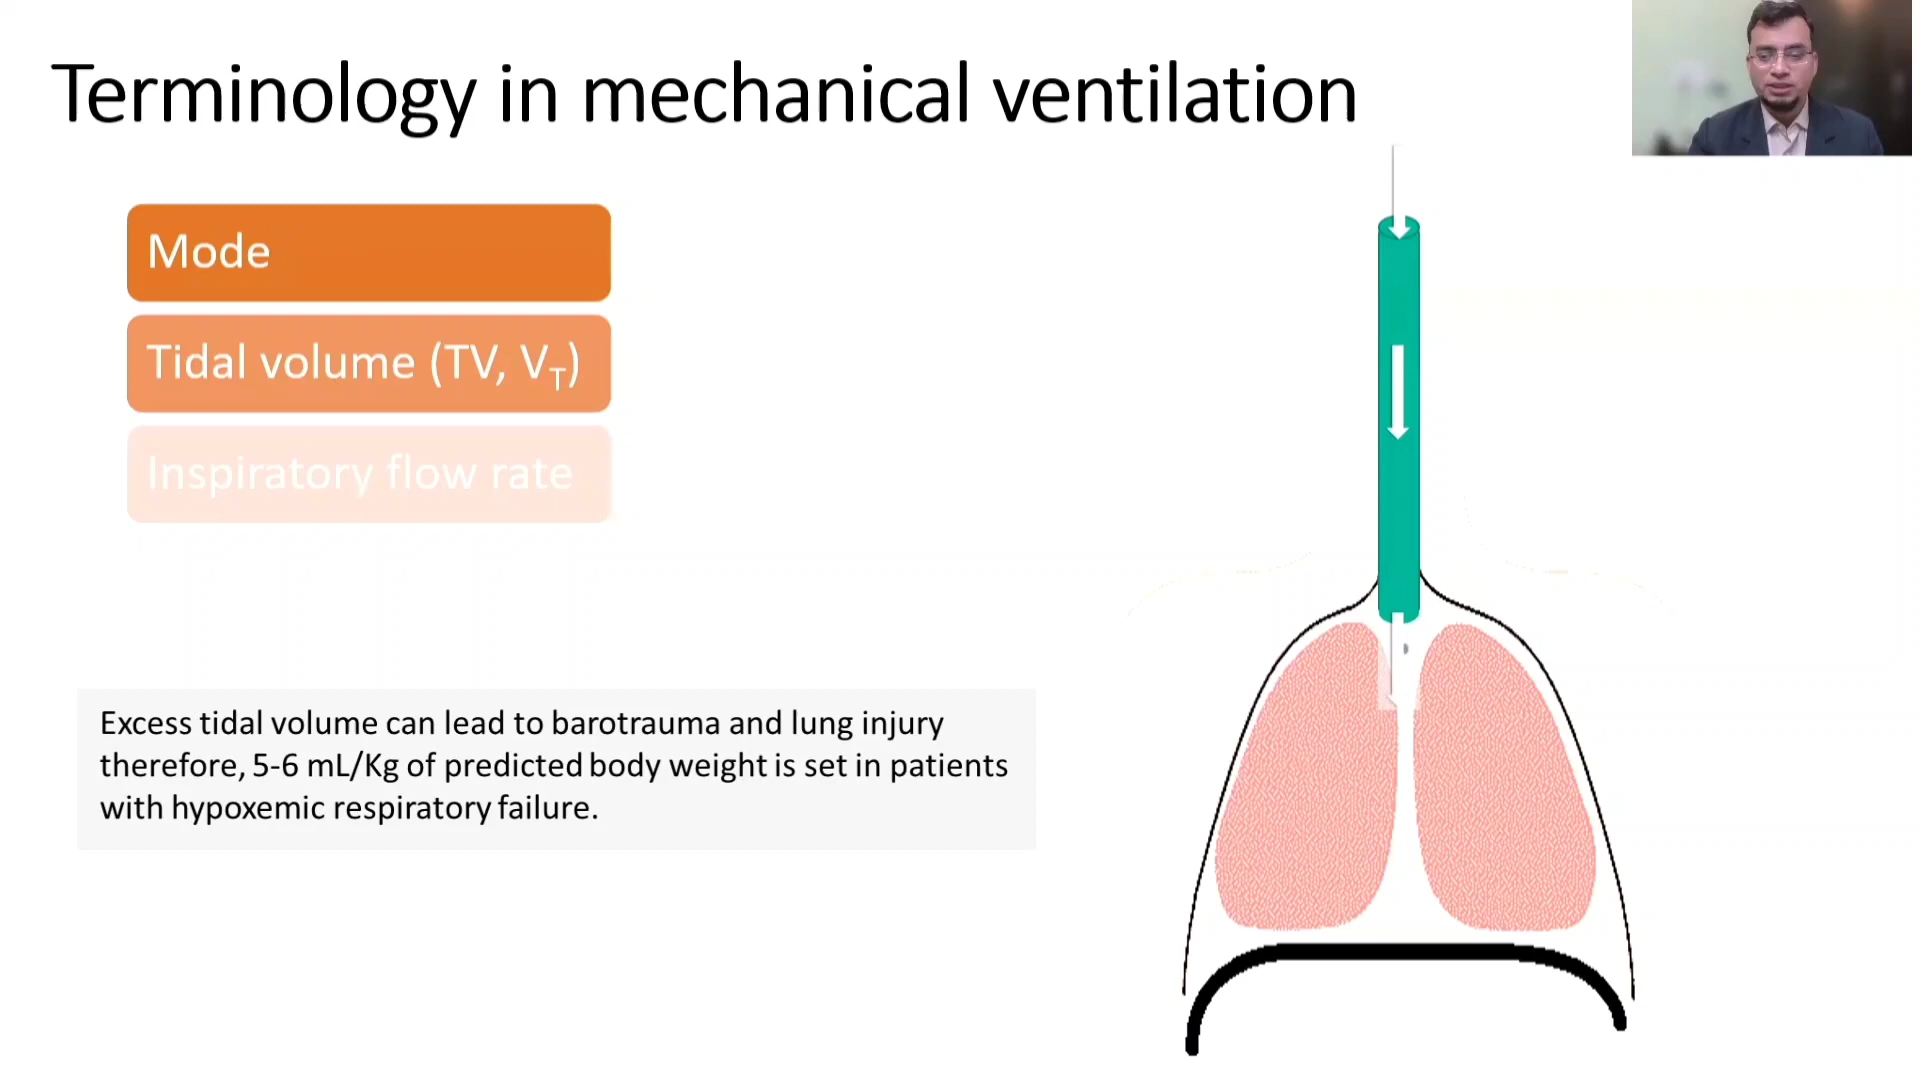 Terminology in mechanical ventilation
Mode
Tidal volume (TV, V_T)
Inspiratory flow rate
Excess tidal volume can lead to barotrauma and lung injury
therefore, 5-6 mL/Kg of predicted body weight is set in patients
with hypoxemic respiratory failure.